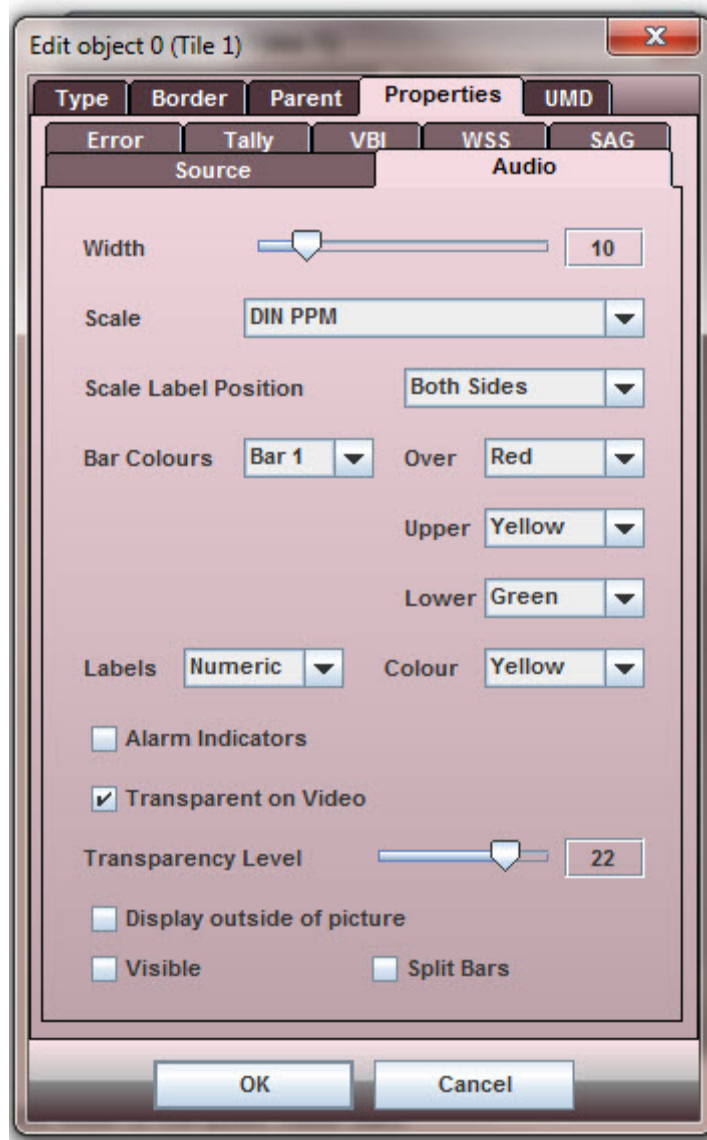 Edit object 0 (Tile 1)
Type Border Parent Properties UMD
Error Tally VBI WSS SAG
Source Audio
Width 10
Scale DIN PPM
Scale Label Position Both Sides
Bar Colours Bar 1 Over Red
Upper Yellow
Lower Green
Labels Numeric Colour Yellow
Alarm Indicators
Transparent on Video
Transparency Level 22
Display outside of picture
Visible Split Bars
OK Cancel